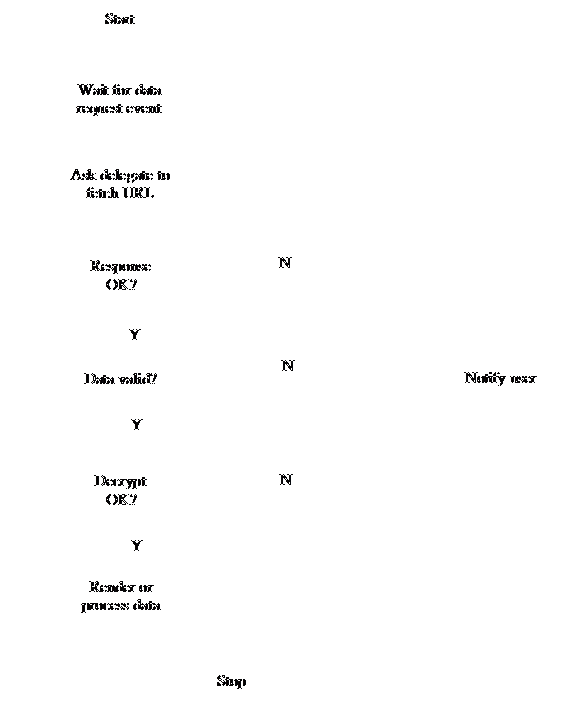 Start
Wait for data
request event
Ask delegate to
fetch URL
Response
OK?
N
Y
Data valid?
N
Notify user
Y
Decrypt
OK?
N
Y
Render or
process data
Stop